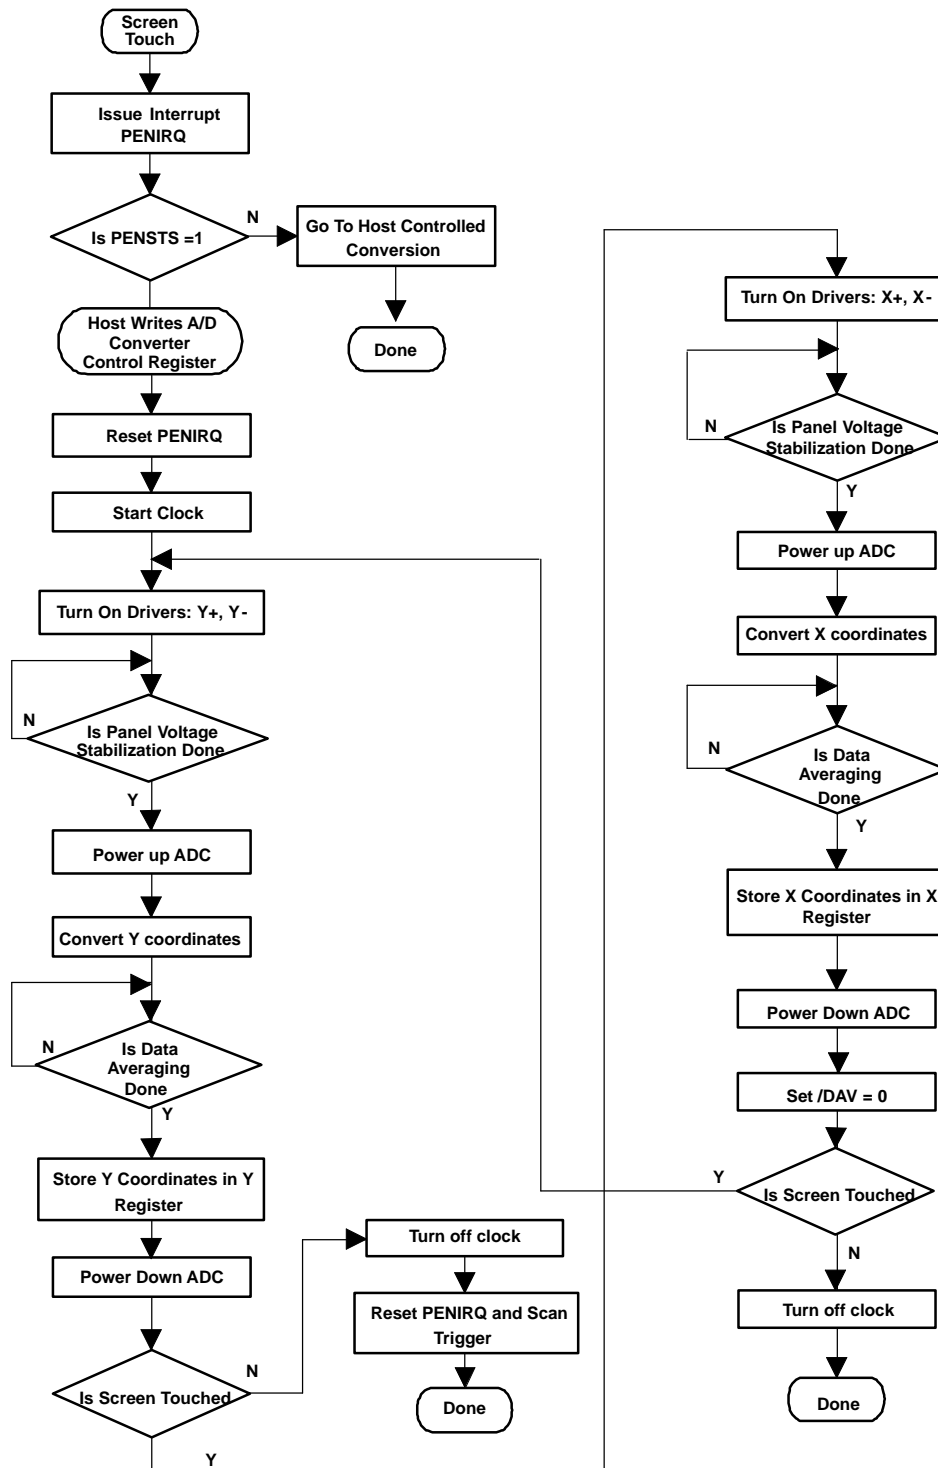 Screen
Touch
Issue Interrupt
PENIRQ
Is PENSTS =1
N
Go To Host Controlled
Conversion
Done
Host Writes A/D
Converter
Control Register
Reset PENIRQ
Start Clock
Turn On Drivers: Y+, Y-
N
Is Panel Voltage
Stabilization Done
Y
Power up ADC
Convert Y coordinates
N
Is Data
Averaging
Done
Y
Store Y Coordinates in Y
Register
Power Down ADC
Is Screen Touched
N
Y
Turn off clock
Reset PENIRQ and Scan
Trigger
Done
Turn On Drivers: X+, X-
N
Is Panel Voltage
Stabilization Done
Y
Power up ADC
Convert X coordinates
N
Is Data
Averaging
Done
Y
Store X Coordinates in X
Register
Power Down ADC
Set /DAV = 0
Y
Is Screen Touched
N
Turn off clock
Done